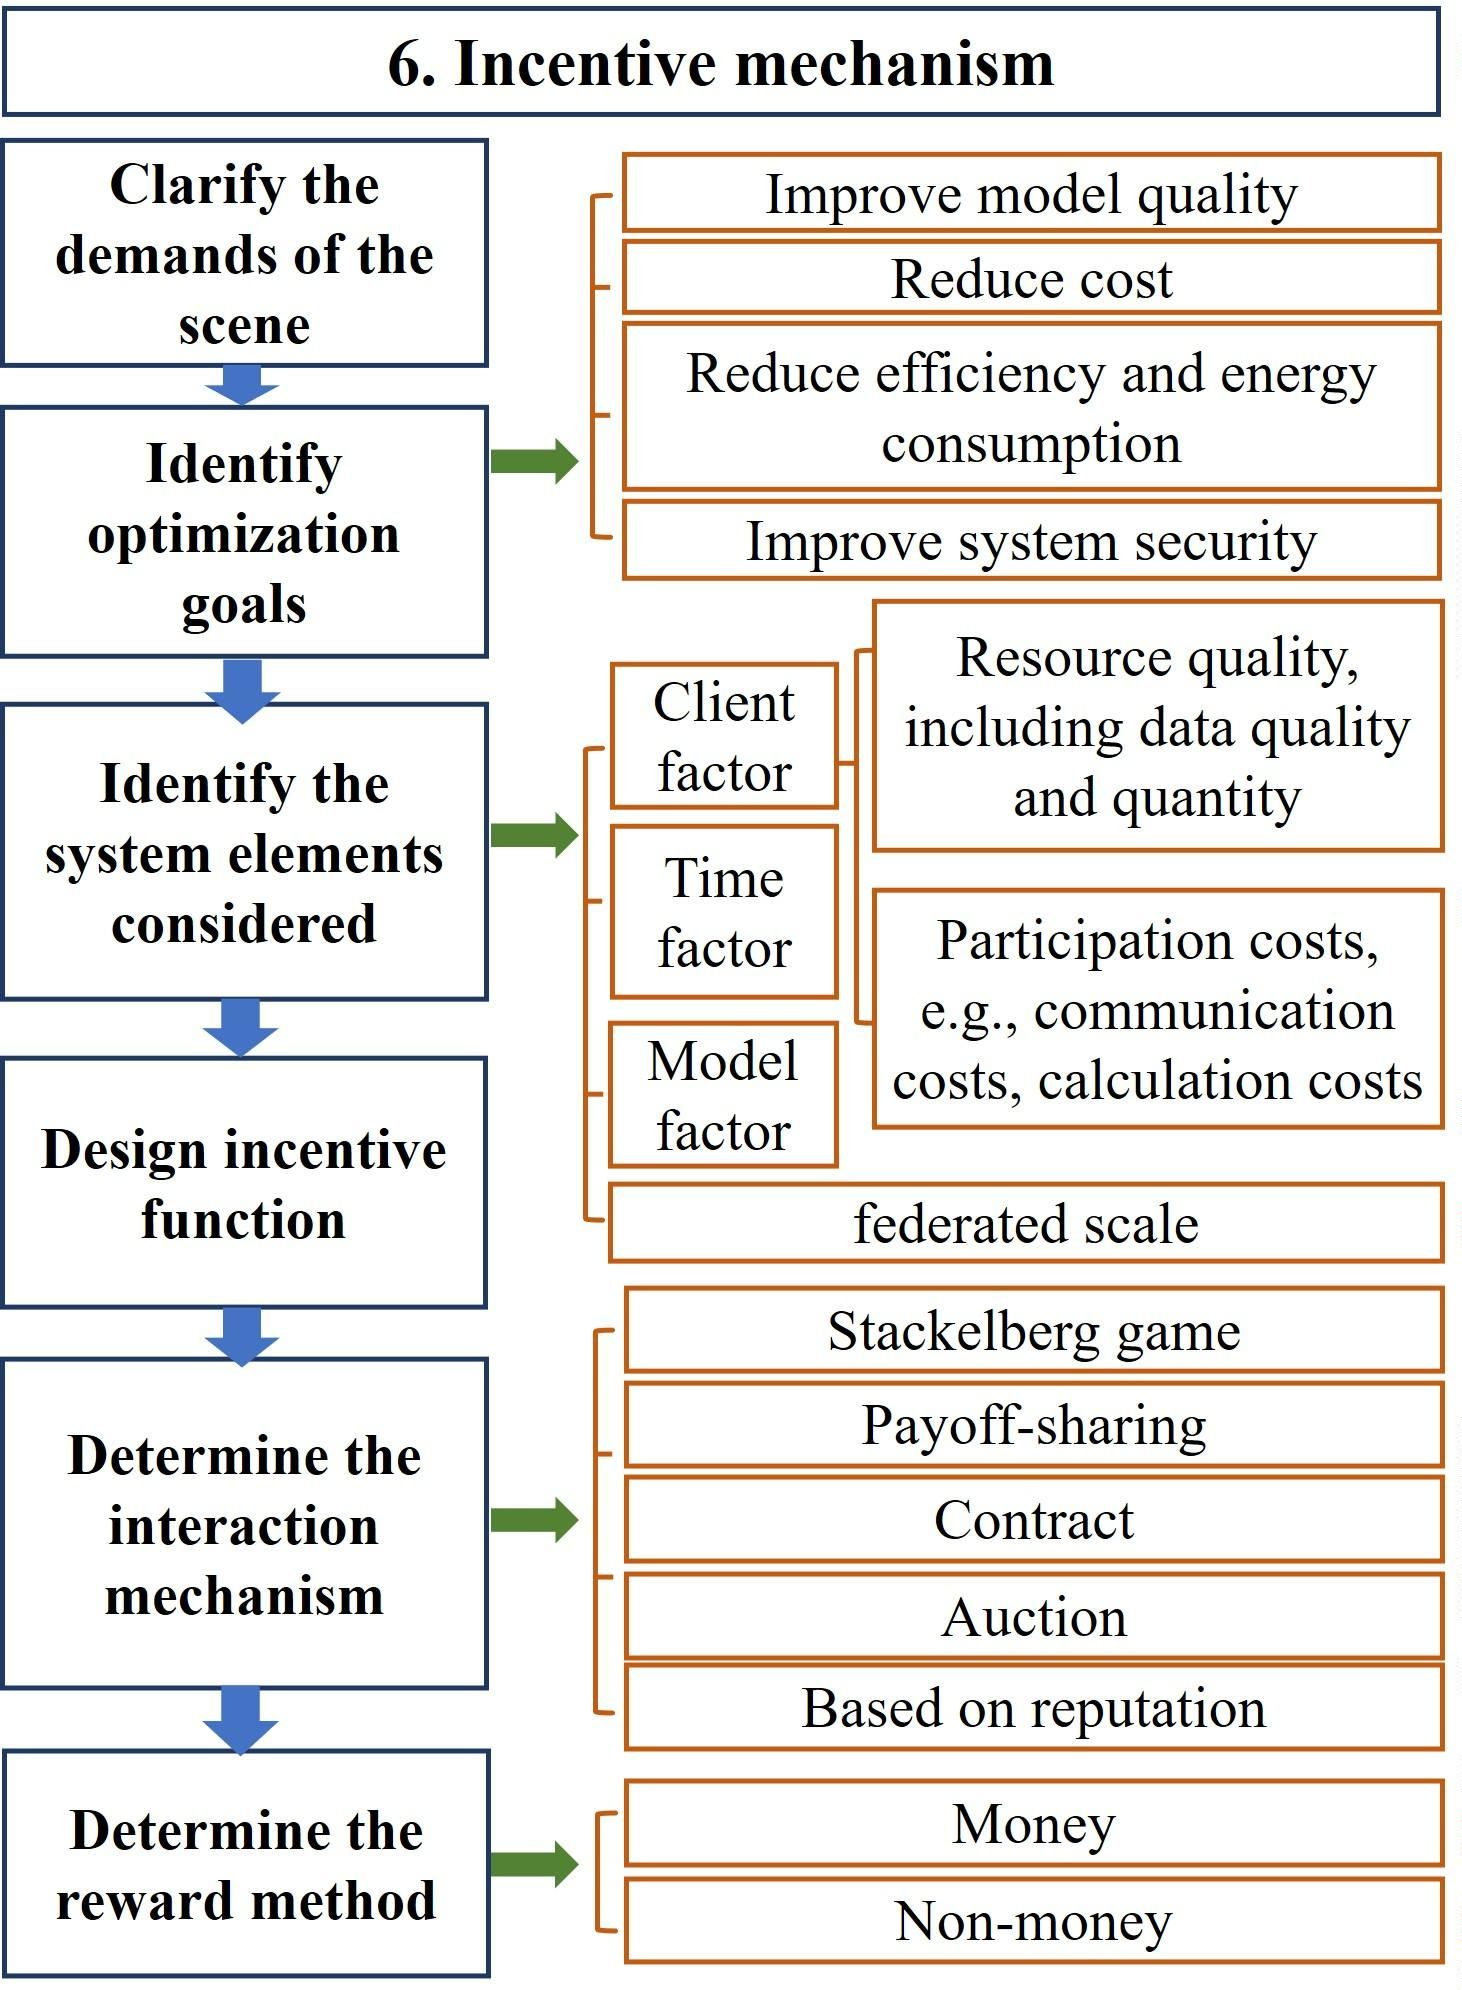 6. Incentive mechanism
Clarify the
demands of the
scene
Identify
optimization
goals
Improve model quality
Reduce cost
Reduce efficiency and energy
consumption
Improve system security
Identify the
system elements
considered
Client
factor
Resource quality,
including data quality
and quantity
Participation costs,
e.g., communication
costs, calculation costs
Time
factor
Model
factor
federated scale
Design incentive
function
Determine the
interaction
mechanism
Stackelberg game
Payoff-sharing
Contract
Auction
Based on reputation
Determine the
reward method
Money
Non-money